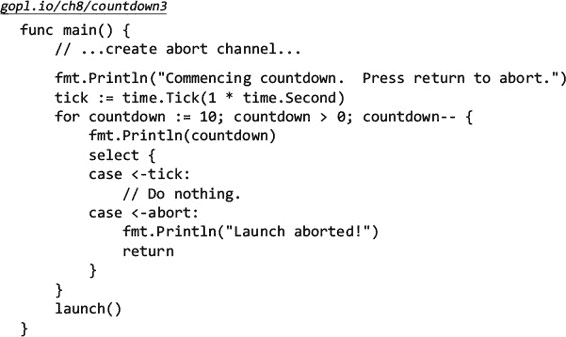 gopl.io/ch8/countdown3
func main() {
    // ...create abort channel...
    fmt.Println("Commencing countdown.  Press return to abort.")
    tick := time.Tick(1 * time.Second)
    for countdown := 10; countdown > 0; countdown-- {
        fmt.Println(countdown)
        select {
        case <-tick:
            // Do nothing.
        case <-abort:
            fmt.Println("Launch aborted!")
            return
        }
    }
    launch()
}